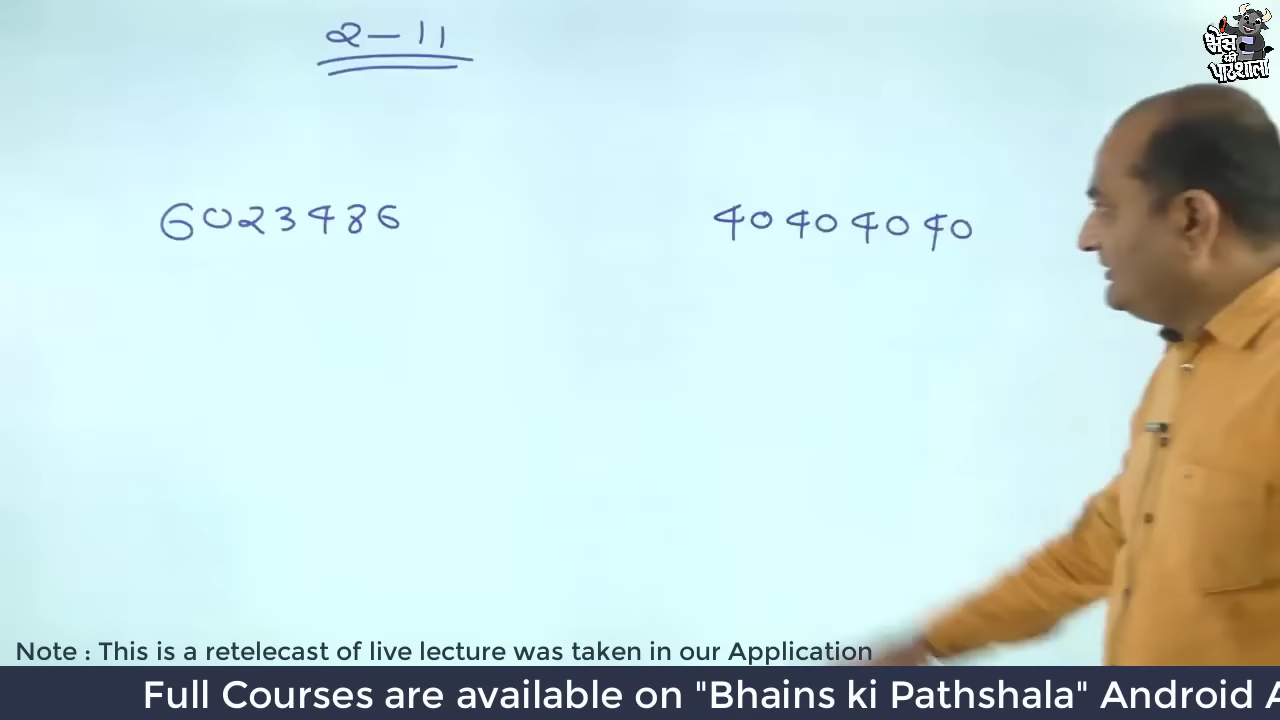 2-11
भैंस
की
पाठशाला
6023486
40404040
Note : This is a retelecast of live lecture was taken in our Application
Full Courses are available on "Bhains ki Pathshala" Android A